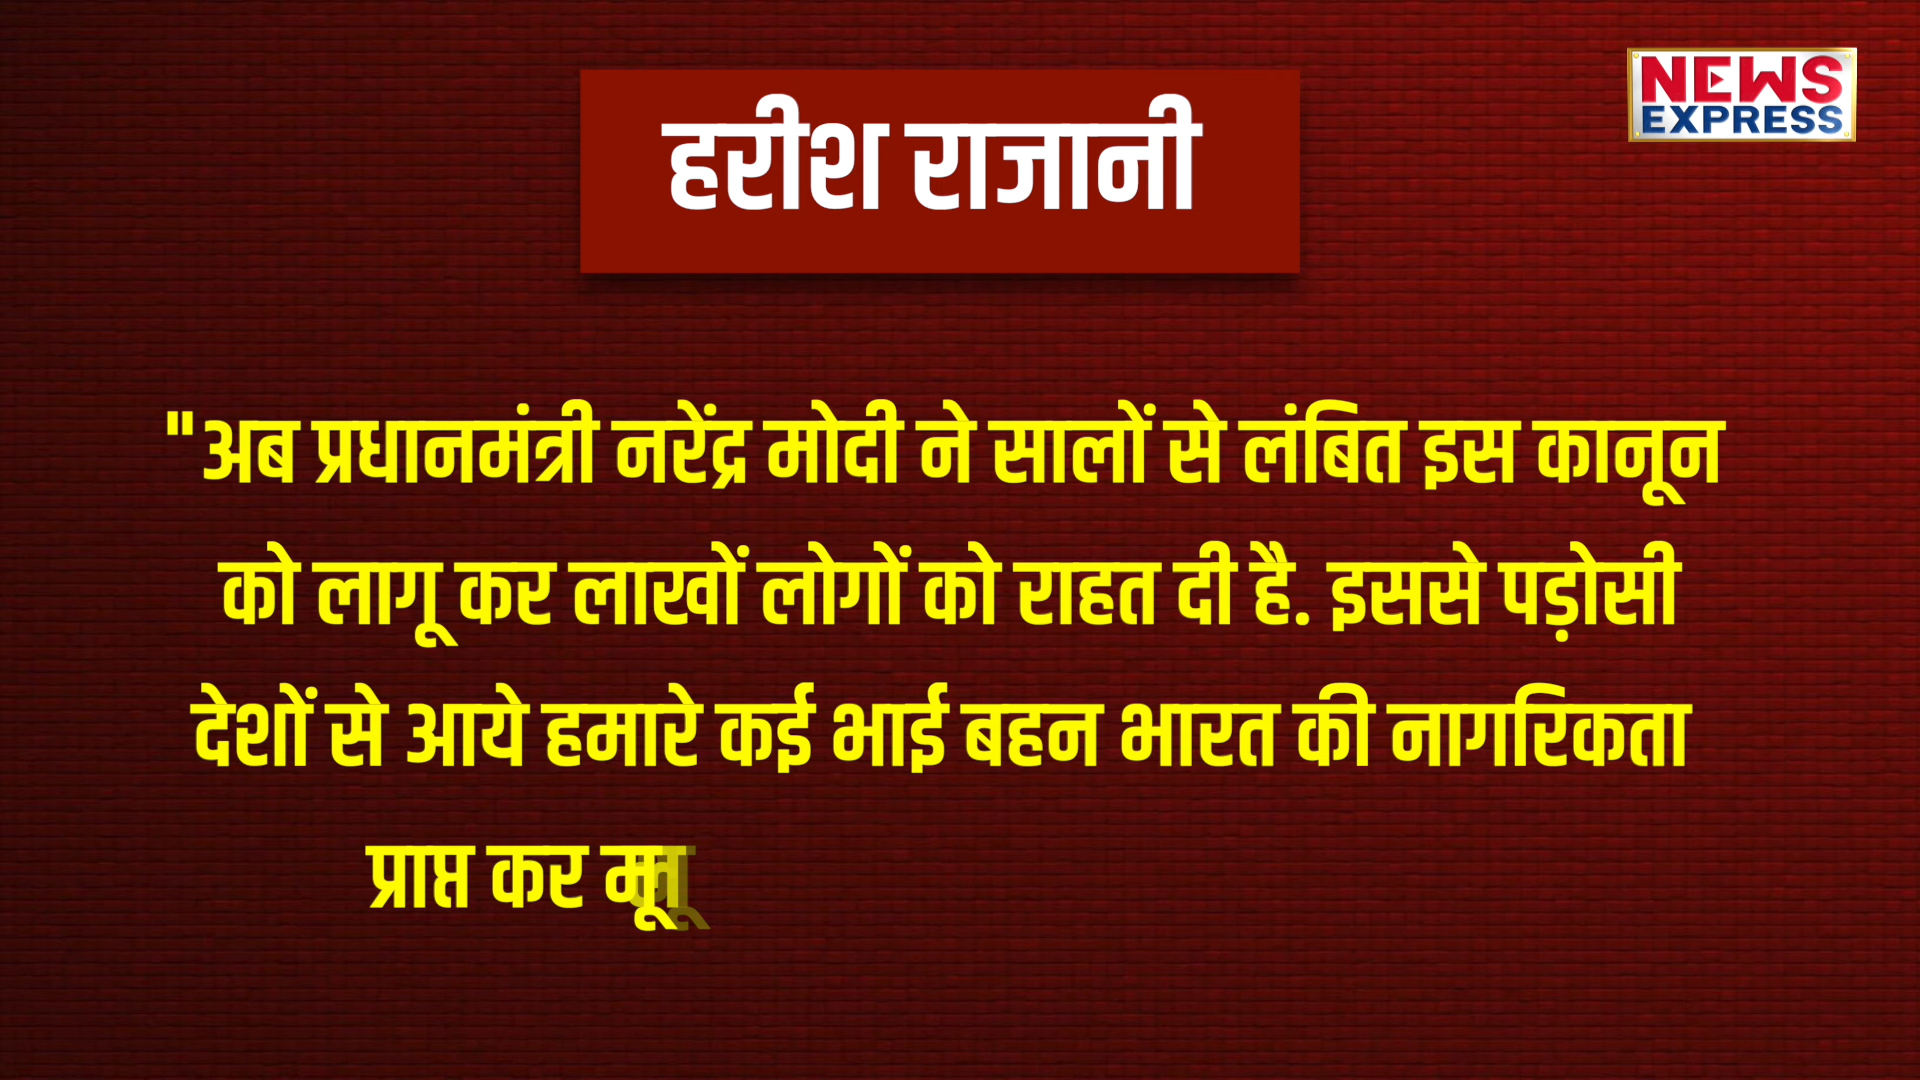 NEWS
EXPRESS
हरीश राजानी
"अब प्रधानमंत्री नरेंद्र मोदी ने सालों से लंबित इस कानून
को लागू कर लाखों लोगों को राहत दी है. इससे पड़ोसी
देशों से आये हमारे कई भाई बहन भारत की नागरिकता
प्राप्त कर